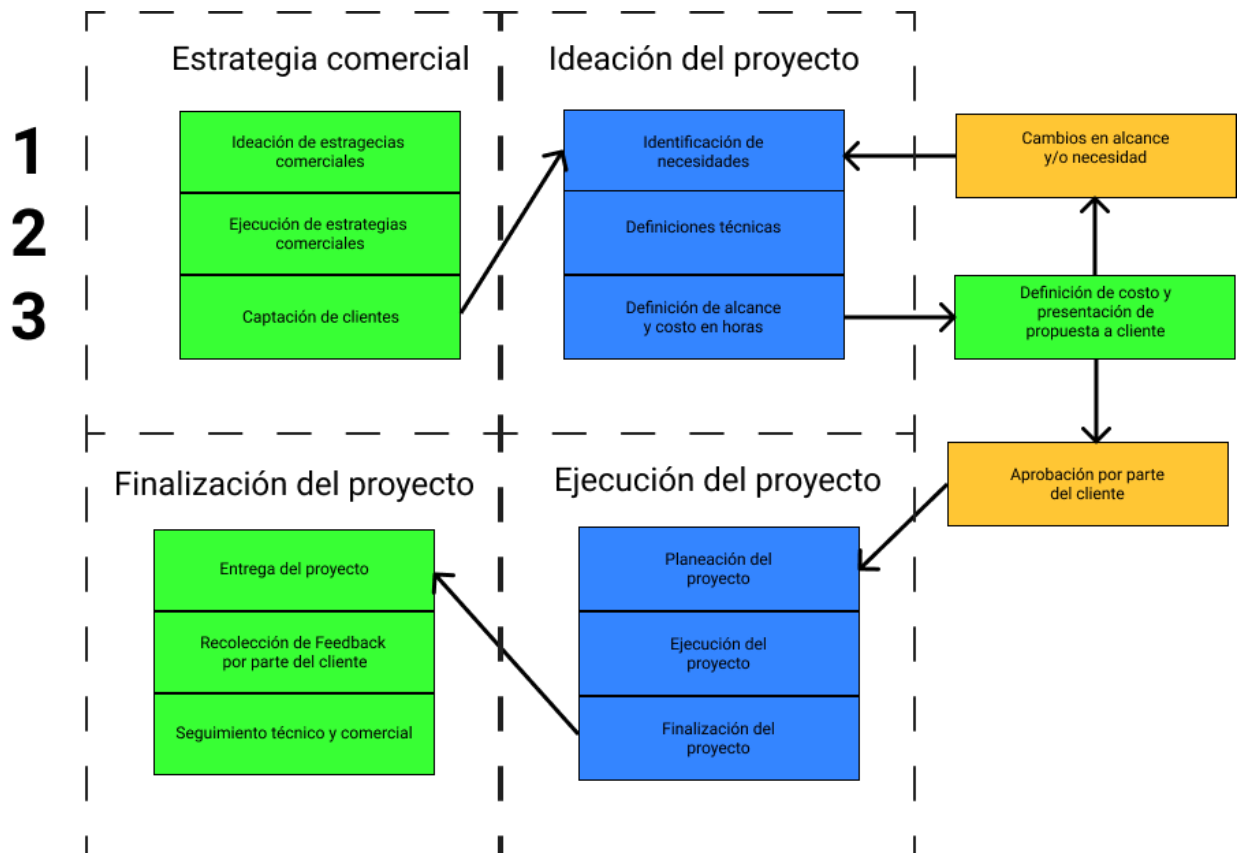 Estrategia comercial
Ideación del proyecto
1
Ideación de estragecias
comerciales
Identificación de
necesidades
Cambios en alcance
y/o necesidad
2
Ejecución de estrategias
comerciales
Definiciones técnicas
3
Captación de clientes
Definición de alcance
y costo en horas
Definición de costo y
presentación de
propuesta a cliente
Aprobación por parte
del cliente
Finalización del proyecto
Ejecución del proyecto
Entrega del proyecto
Planeación del
proyecto
Recolección de Feedback
por parte del cliente
Ejecución del
proyecto
Seguimiento técnico y comercial
Finalización del
proyecto